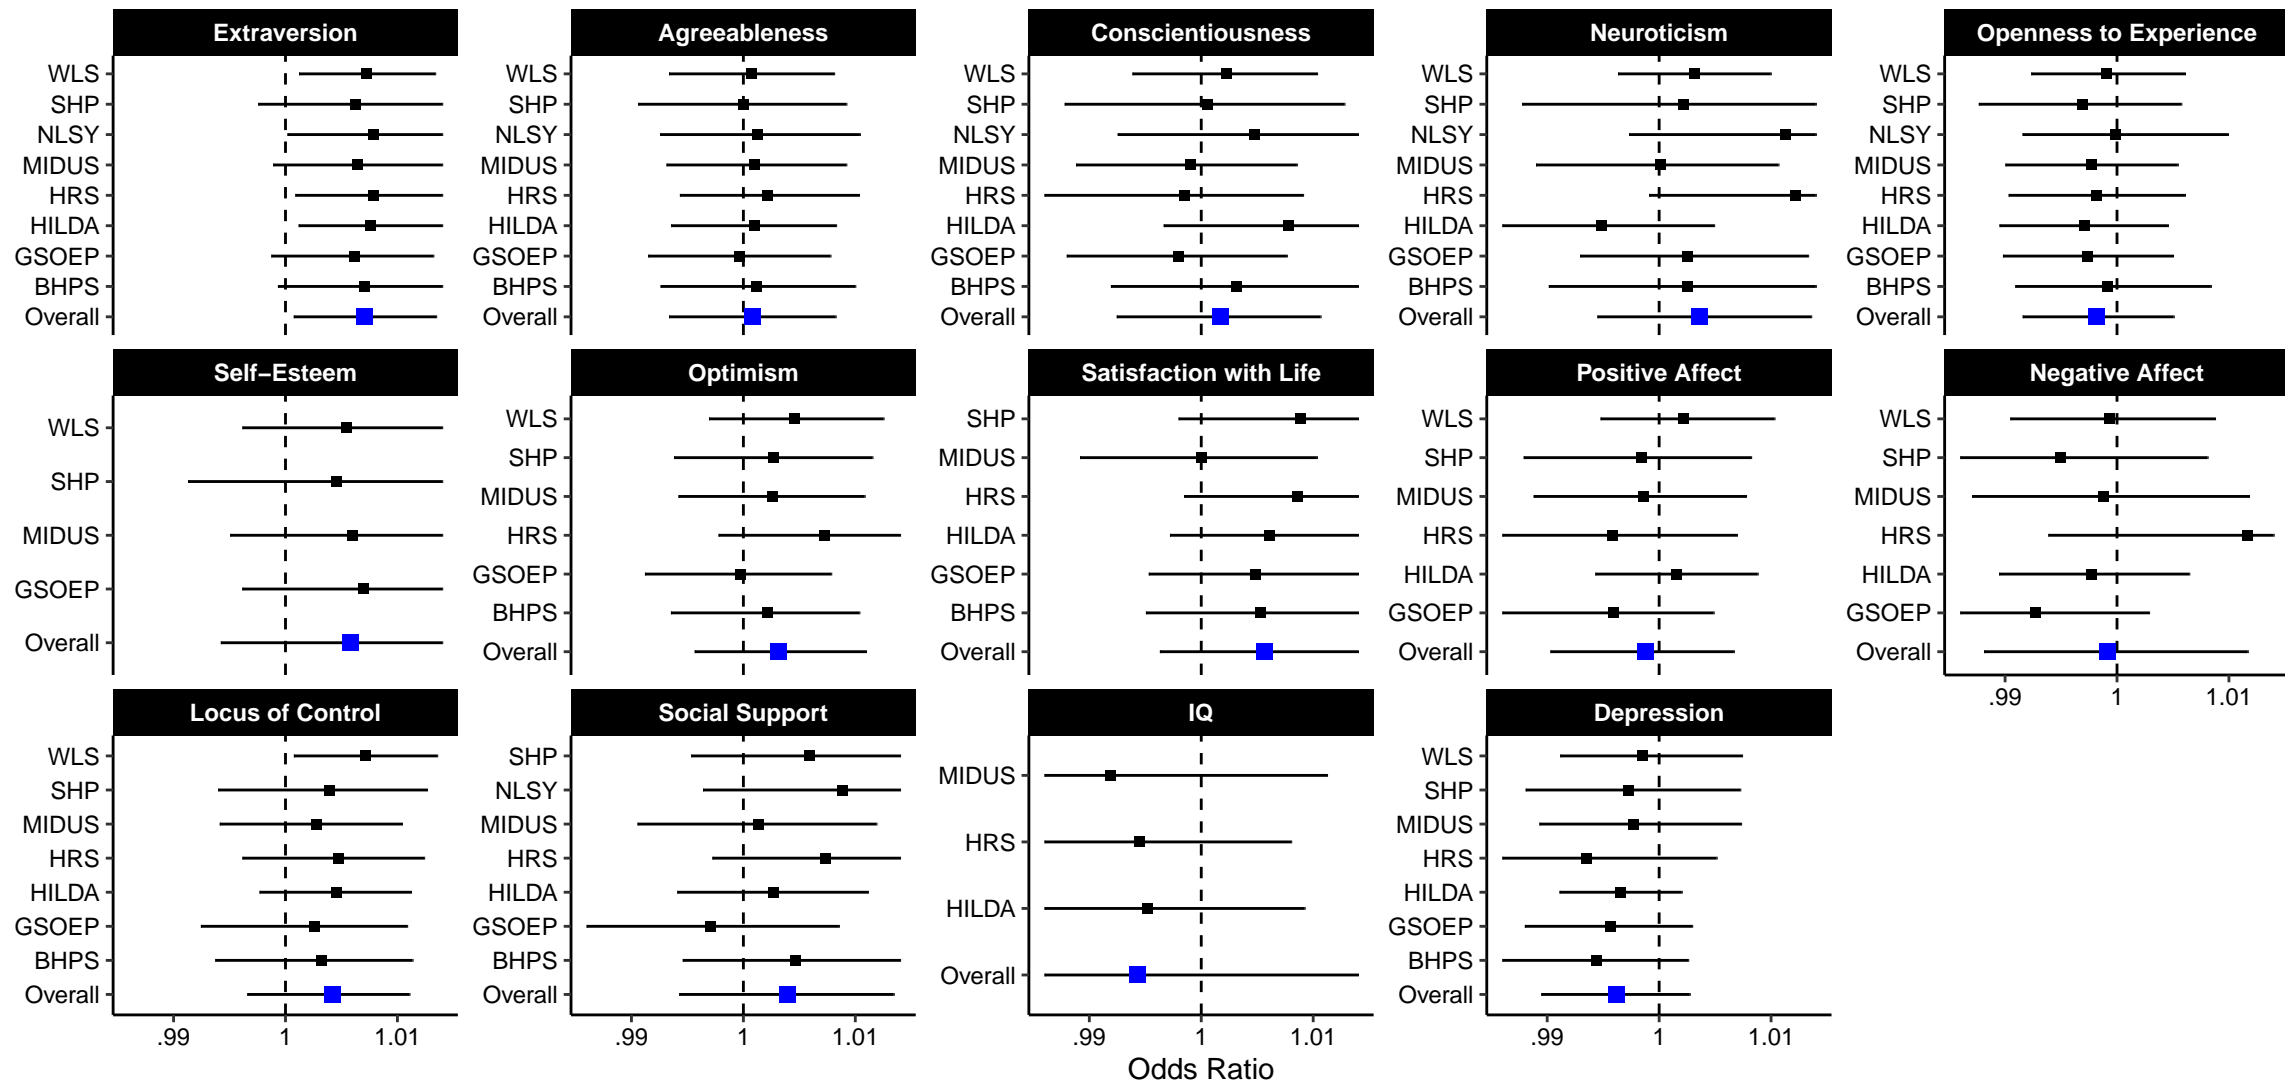 Extraversion
WLS
SHP
NLSY
MIDUS
HRS
HILDA
GSOEP
BHPS
Overall
Agreeableness
WLS
SHP
NLSY
MIDUS
HRS
HILDA
GSOEP
BHPS
Overall
Conscientiousness
WLS
SHP
NLSY
MIDUS
HRS
HILDA
GSOEP
BHPS
Overall
Neuroticism
WLS
SHP
NLSY
MIDUS
HRS
HILDA
GSOEP
BHPS
Overall
Openness to Experience
WLS
SHP
NLSY
MIDUS
HRS
HILDA
GSOEP
BHPS
Overall
Self−Esteem
WLS
SHP
MIDUS
GSOEP
Overall
Optimism
WLS
SHP
MIDUS
HRS
GSOEP
BHPS
Overall
Satisfaction with Life
SHP
MIDUS
HRS
HILDA
GSOEP
BHPS
Overall
Positive Affect
WLS
SHP
MIDUS
HRS
HILDA
GSOEP
Overall
Negative Affect
WLS
SHP
MIDUS
HRS
HILDA
GSOEP
Overall
.99 1 1.01
Locus of Control
WLS
SHP
MIDUS
HRS
HILDA
GSOEP
BHPS
Overall
.99 1 1.01
Social Support
SHP
NLSY
MIDUS
HRS
HILDA
GSOEP
BHPS
Overall
.99 1 1.01
IQ
MIDUS
HRS
HILDA
Overall
.99 1 1.01
Depression
WLS
SHP
MIDUS
HRS
HILDA
GSOEP
BHPS
Overall
.99 1 1.01
Odds Ratio